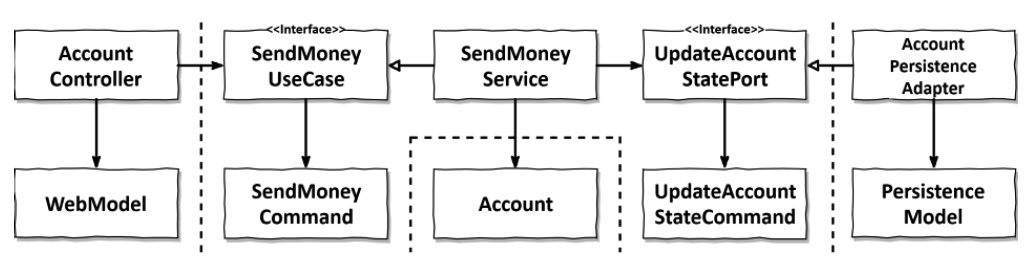 <<Interface>>
<<Interface>>
Account
Controller
SendMoney
UseCase
SendMoney
Service
UpdateAccount
StatePort
Account
Persistence
Adapter
WebModel
SendMoney
Command
Account
UpdateAccount
StateCommand
Persistence
Model